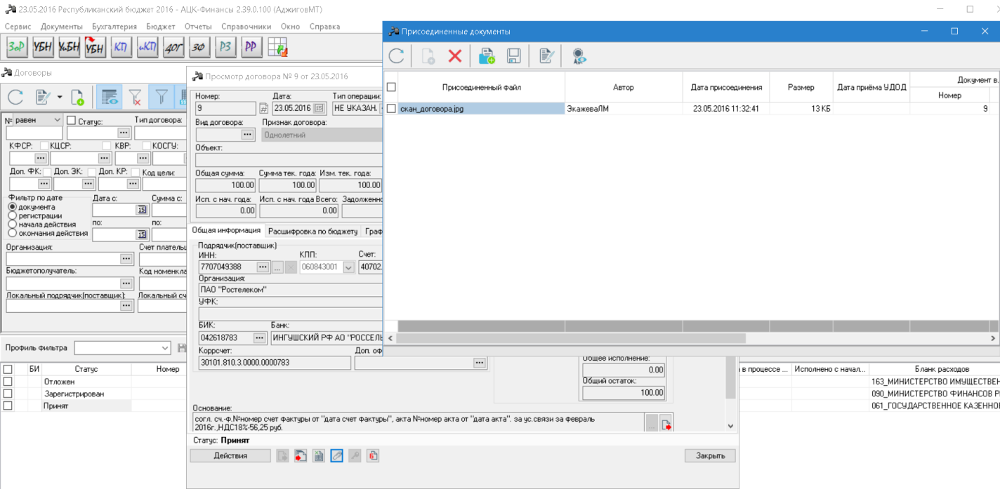 23.05.2016 Республиканский бюджет 2016 - АЦК-Финансы 2.39.0.100 (АджиговМТ)
Сервис Документы Бухгалтерия Бюджет Отчеты Справочники Окно Справка
ЗоР УБН УиБН УБН КП иКП ДОГ ЗФ РЗ РР
Договоры
№ равен Статус: Тип договора:
КФСР: КЦСР: КВР: КОСГУ:
Доп. ФК: Доп. ЭК: Доп. КР: Код цели:
Фильтр по дате Дата с: Сумма с:
документа
регистрации
начала действия по: по:
окончания действия
Организация: Счет плательщ
Бюджетополучатель: Код номенкла
Локальный подрядчик(поставщик): Локальный сч
Профиль фильтра
БИ Статус Номер
Отложен
Зарегистрирован
Принят
Просмотр договора № 9 от 23.05.2016
Номер: Дата: Тип операции:
9 23.05.2016 НЕ УКАЗАН.
Вид договора: Признак договора:
Однолетний
Объект:
Общая сумма: Сумма тек. года: Изм. тек. года:
100.00 100.00 100.00
Исп. с нач. года: Исп. с нач. года Всего: Задолженно
0.00 0.00
Общая информация Расшифровка по бюджету Граф
Подрядчик(поставщик)
ИНН: КПП: Счет:
7707049388 060843001 40702.
Организация:
ПАО "Ростелеком"
УФК:
БИК: Банк:
042618783 ИНГУШСКИЙ РФ АО "РОССЕЛЬ
Коррсчет: Доп. оф
30101.810.3.0000.0000783
Общее исполнение:
0.00
Общий остаток:
100.00
Основание:
согл. сч.-ф.№номер счет фактуры от "дата счет фактуры", акта №номер акта от "дата акта". за ус.связи за февраль
2016г.,НДС18%-56,25 руб.
Статус: Принят
Действия Закрыть
Присоединенные документы
Присоединенный файл Автор Дата присоединения Размер Дата приёма УДОД Документ в.
Номер
скан_договора.jpg ЭкажеваЛМ 23.05.2016 11:32:41 13 КБ 9
в процессе ... Исполнено с начал... Бланк расходов
163_МИНИСТЕРСТВО ИМУЩЕСТВЕН
090_МИНИСТЕРСТВО ФИНАНСОВ Р
061_ГОСУДАРСТВЕННОЕ КАЗЕННО